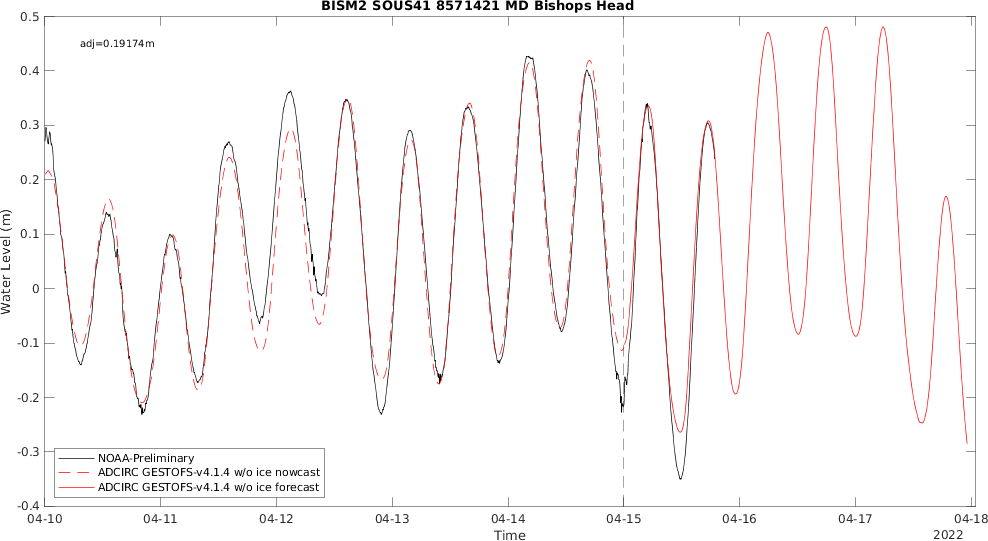 BISM2 SOUS41 8571421 MD Bishops Head
adj=0.19174m
Water Level (m)
0.5
0.4
0.3
0.2
0.1
0
-0.1
-0.2
-0.3
-0.4
NOAA-Preliminary
ADCIRC GESTOFS-v4.1.4 w/o ice nowcast
ADCIRC GESTOFS-v4.1.4 w/o ice forecast
04-10 04-11 04-12 04-13 04-14 04-15 04-16 04-17 04-18
Time
2022